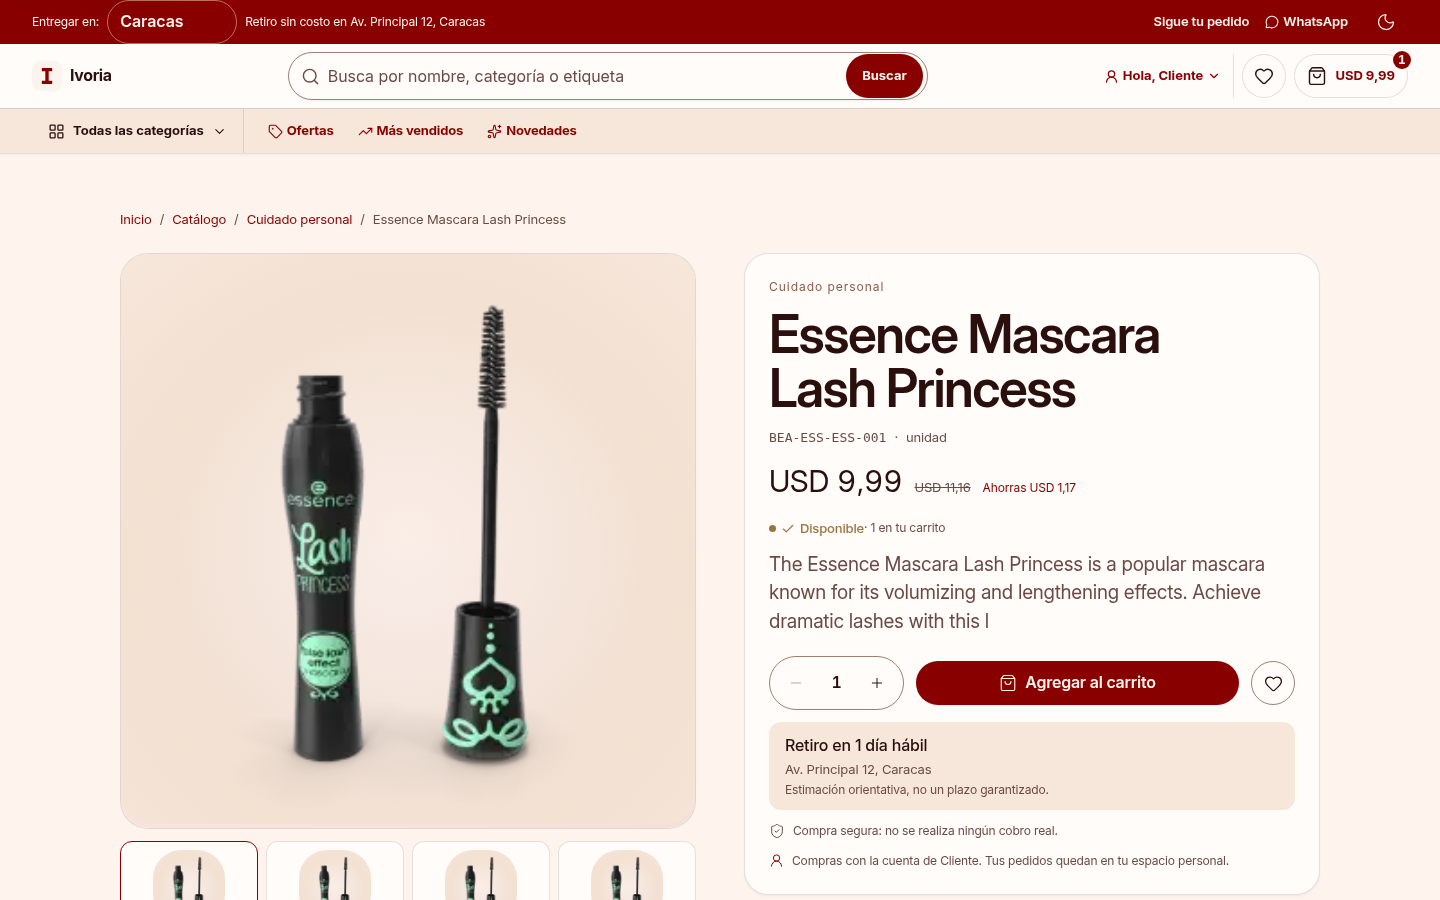 Entregar en: Caracas Retiro sin costo en Av. Principal 12, Caracas Sigue tu pedido WhatsApp
I Ivoria Busca por nombre, categoría o etiqueta Buscar Hola, Cliente USD 9,99 1
Todas las categorías Ofertas Más vendidos Novedades
Inicio / Catálogo / Cuidado personal / Essence Mascara Lash Princess
essence
Lash
PRINCESS
false lash
effect
Cuidado personal
Essence Mascara
Lash Princess
BEA-ESS-ESS-001 · unidad
USD 9,99 USD 11,16 Ahorras USD 1,17
Disponible · 1 en tu carrito
The Essence Mascara Lash Princess is a popular mascara
known for its volumizing and lengthening effects. Achieve
dramatic lashes with this l
1 Agregar al carrito
Retiro en 1 día hábil
Av. Principal 12, Caracas
Estimación orientativa, no un plazo garantizado.
Compra segura: no se realiza ningún cobro real.
Compras con la cuenta de Cliente. Tus pedidos quedan en tu espacio personal.